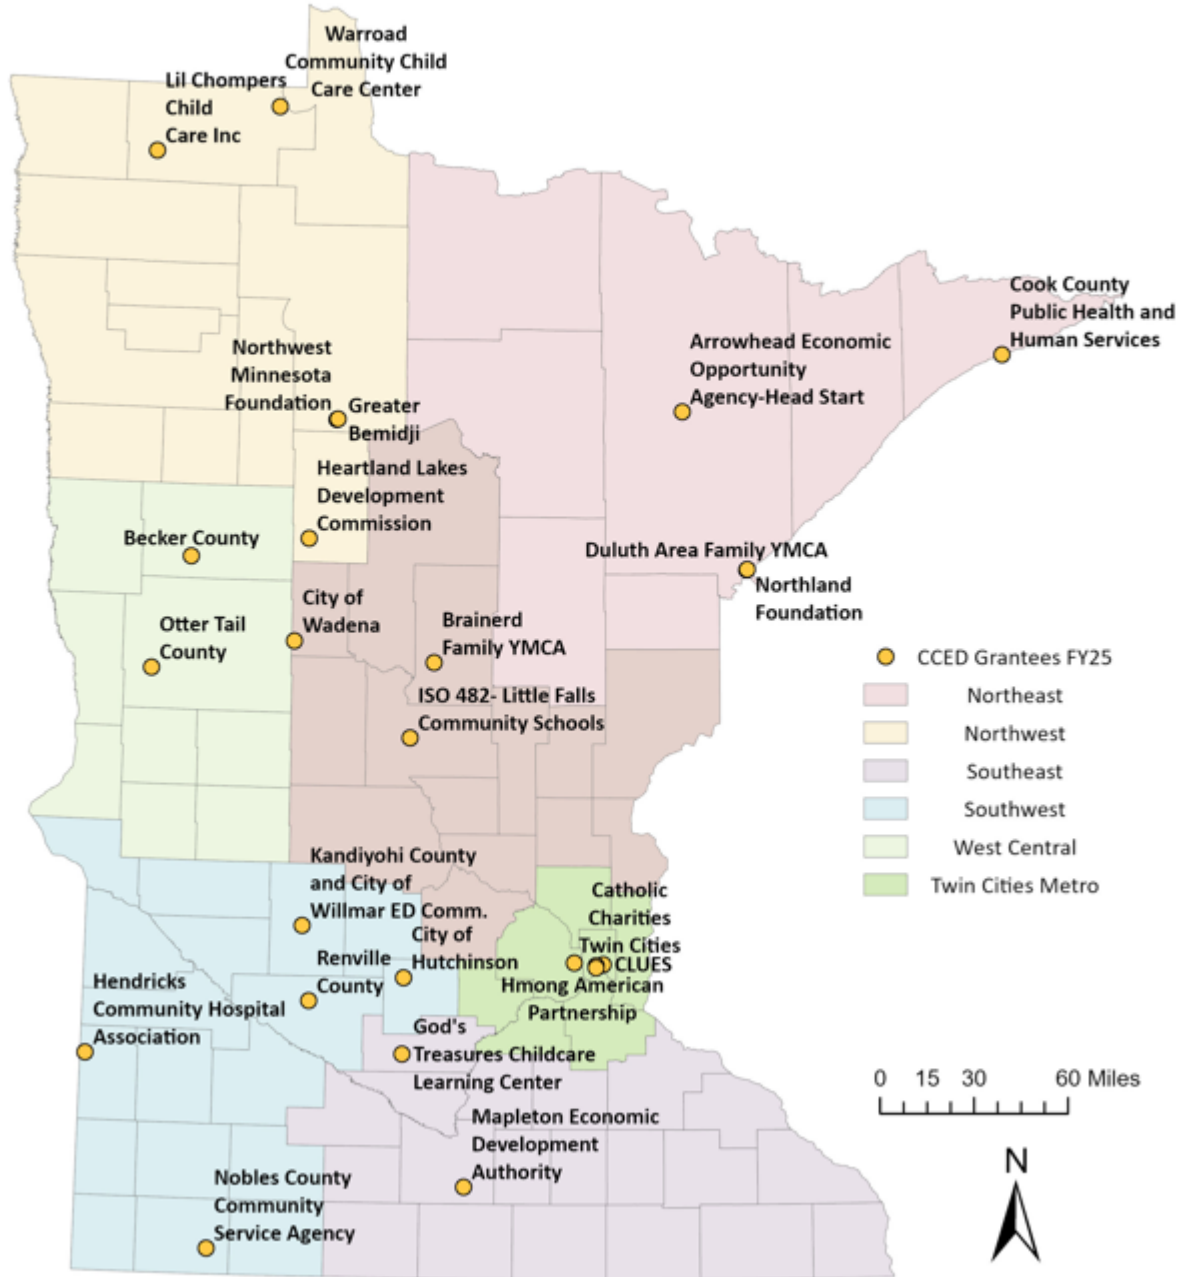 Warroad
Community Child
Care Center
Lil Chompers
Child
Care Inc
Cook County
Public Health and
Human Services
Arrowhead Economic
Opportunity
Agency-Head Start
Northwest
Minnesota
Foundation
Greater
Bemidji
Heartland Lakes
Development
Commission
Becker County
Duluth Area Family YMCA
Northland
Foundation
City of
Wadena
Otter Tail
County
Brainerd
Family YMCA
ISO 482- Little Falls
Community Schools
CCED Grantees FY25
Northeast
Northwest
Southeast
Southwest
West Central
Twin Cities Metro
Kandiyohi County
and City of
Willmar ED Comm.
City of
Hutchinson
Catholic
Charities
Twin Cities
CLUES
Hmong American
Partnership
Renville
County
Hendricks
Community Hospital
Association
God's
Treasures Childcare
Learning Center
Mapleton Economic
Development
Authority
Nobles County
Community
Service Agency
0 15 30 60 Miles
N